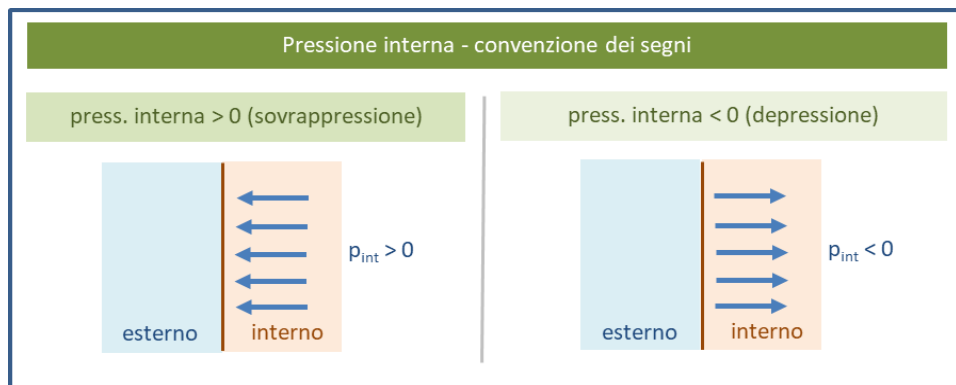 Pressione interna - convenzione dei segni
press. interna > 0 (sovrappressione)
press. interna < 0 (depressione)
pint > 0
esterno
interno
pint < 0
esterno
interno